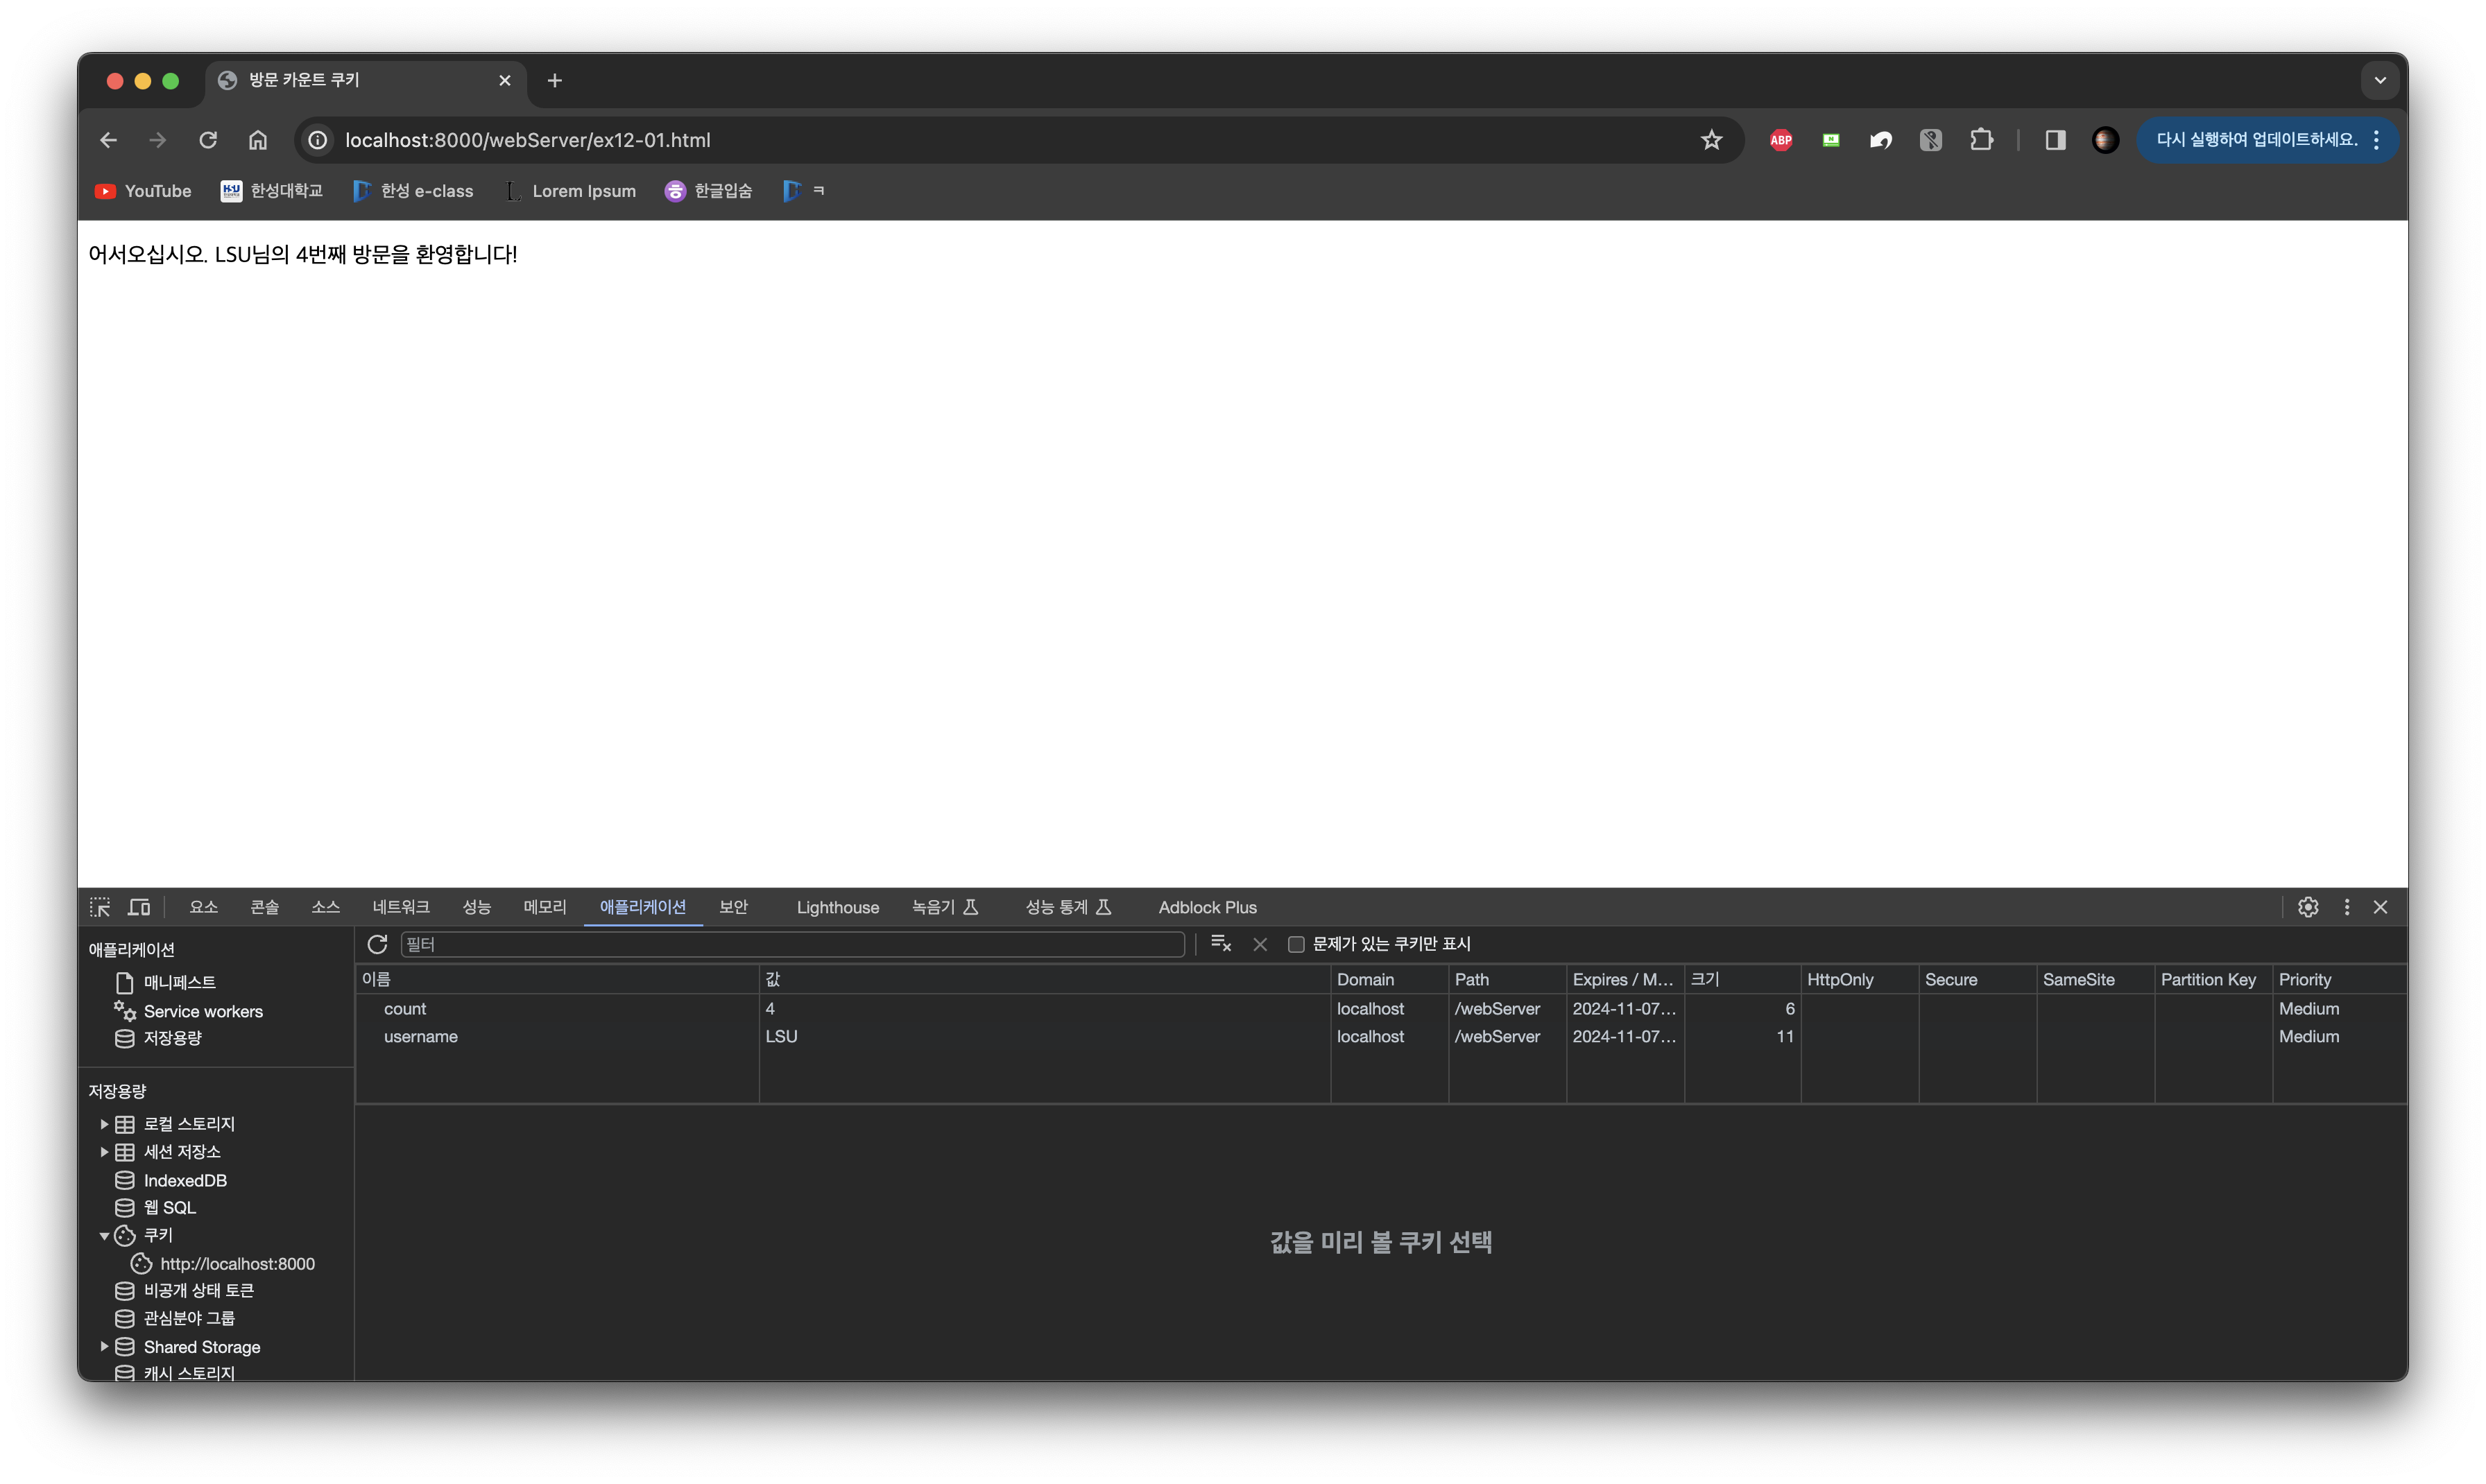 방문 카운트 쿠키
localhost:8000/webServer/ex12-01.html
ABP
다시 실행하여 업데이트하세요.
YouTube 한성대학교 한성 e-class Lorem Ipsum 한글입숨 ㅋ
어서오십시오. LSU님의 4번째 방문을 환영합니다!
요소 콘솔 소스 네트워크 성능 메모리 애플리케이션 보안 Lighthouse 녹음기 성능 통계 Adblock Plus
애플리케이션
매니페스트
Service workers
저장용량
저장용량
로컬 스토리지
세션 저장소
IndexedDB
웹 SQL
쿠키
http://localhost:8000
비공개 상태 토큰
관심분야 그룹
Shared Storage
캐시 스토리지
필터 문제가 있는 쿠키만 표시
이름 값 Domain Path Expires / M... 크기 HttpOnly Secure SameSite Partition Key Priority
count 4 localhost /webServer 2024-11-07... 6 Medium
username LSU localhost /webServer 2024-11-07... 11 Medium
값을 미리 볼 쿠키 선택